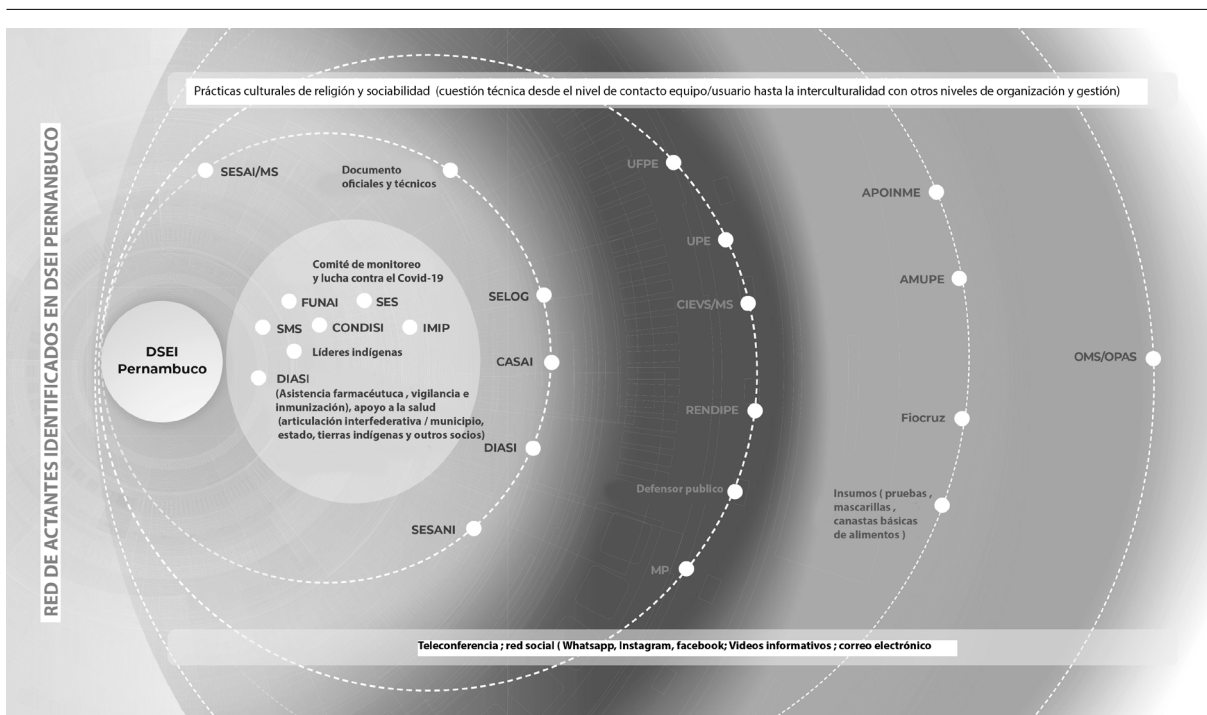 Prácticas culturales de religión y sociabilidad (cuestión técnica desde el nivel de contacto equipo/usuario hasta la interculturalidad con otros niveles de organización y gestión)
RED DE ACTANTES IDENTIFICADOS EN DSEI PERNANBUCO
SESAI/MS
Documento
oficiales y técnicos
DSEI
Pernambuco
Comité de monitoreo
y lucha contra el Covid-19
FUNAI
SES
SMS
CONDISI
IMIP
Líderes indígenas
DIASI
(Asistencia farmacéutuca , vigilancia e
inmunización), apoyo a la salud
(articulación interfederativa / municipio,
estado, tierras indígenas y outros socios)
SELOG
CASAI
DIASI
SESANI
UFPE
UPE
CIEVS/MS
RENDIPE
Defensor publico
MP
APOINME
AMUPE
Fiocruz
Insumos ( pruebas ,
mascarillas ,
canastas básicas
de alimentos )
OMS/OPAS
Teleconferencia ; red social ( Whatsapp, Instagram, facebook; Videos informativos ; correo electrónico